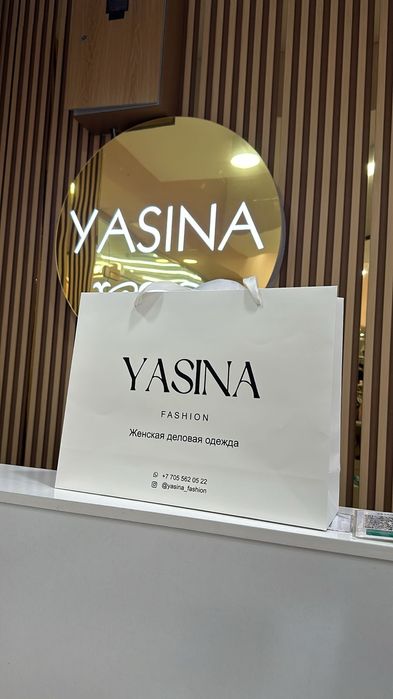 YASINA
YASINA
FASHION
Женская деловая одежда
+7 705 562 05 22
@yasina_fashion